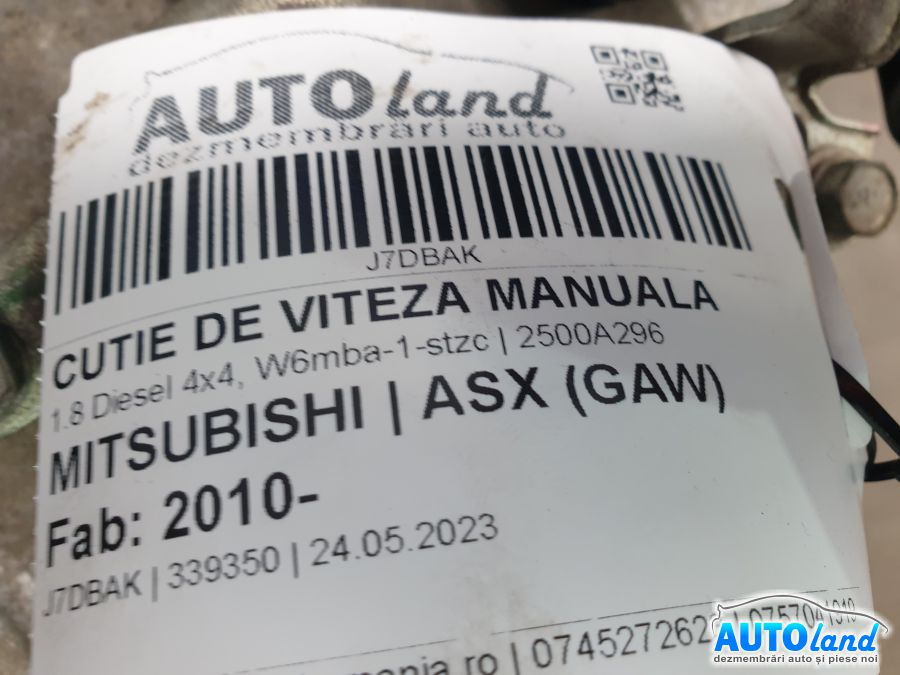 AUTOland
dezmembrări auto
J7DBAK
CUTIE DE VITEZA MANUALA
1.8 Diesel 4x4, W6mba-1-stzc | 2500A296
MITSUBISHI | ASX (GAW)
Fab: 2010-
J7DBAK | 339350 | 24.05.2023
.ro |
AUTOland
dezmembrări auto și piese noi